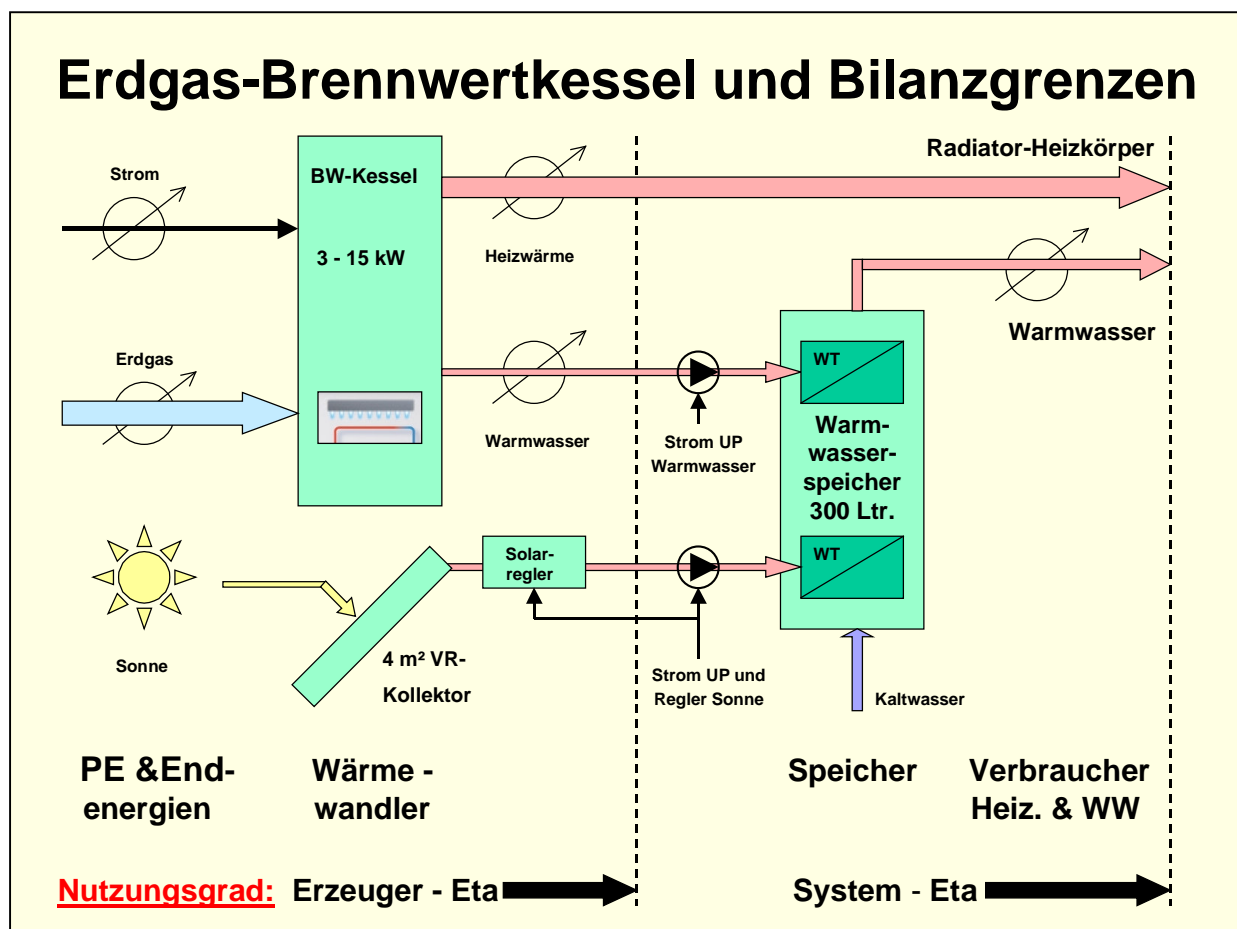 Erdgas-Brennwertkessel und Bilanzgrenzen
Radiator-Heizkörper
Strom
BW-Kessel
3 - 15 kW
Heizwärme
Warmwasser
Erdgas
WT
Warmwasser
Strom UP
Warmwasser
Warm-
wasser-
speicher
300 Ltr.
Solar-
regler
WT
Sonne
4 m² VR-
Kollektor
Strom UP und
Regler Sonne
Kaltwasser
PE &End-
energien
Wärme -
wandler
Speicher
Verbraucher
Heiz. & WW
Nutzungsgrad: Erzeuger - Eta
System - Eta